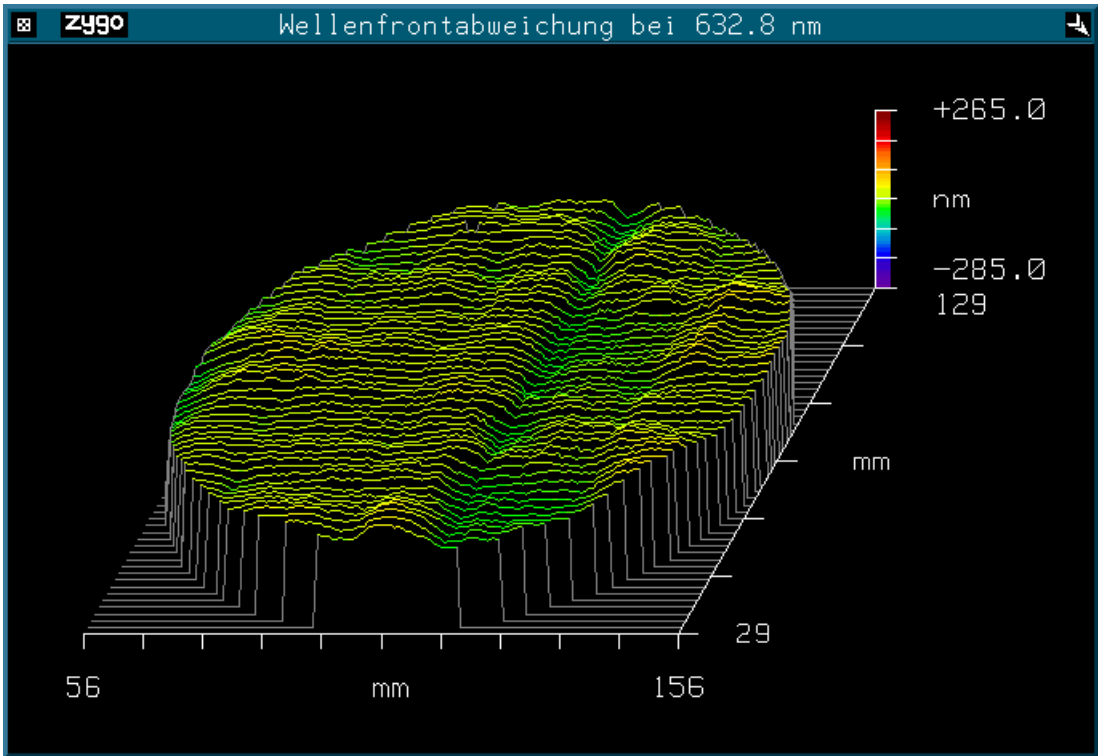 zygo Wellenfrontabweichung bei 632.8 nm
+265.0
nm
-285.0
129
mm
29
56 mm 156